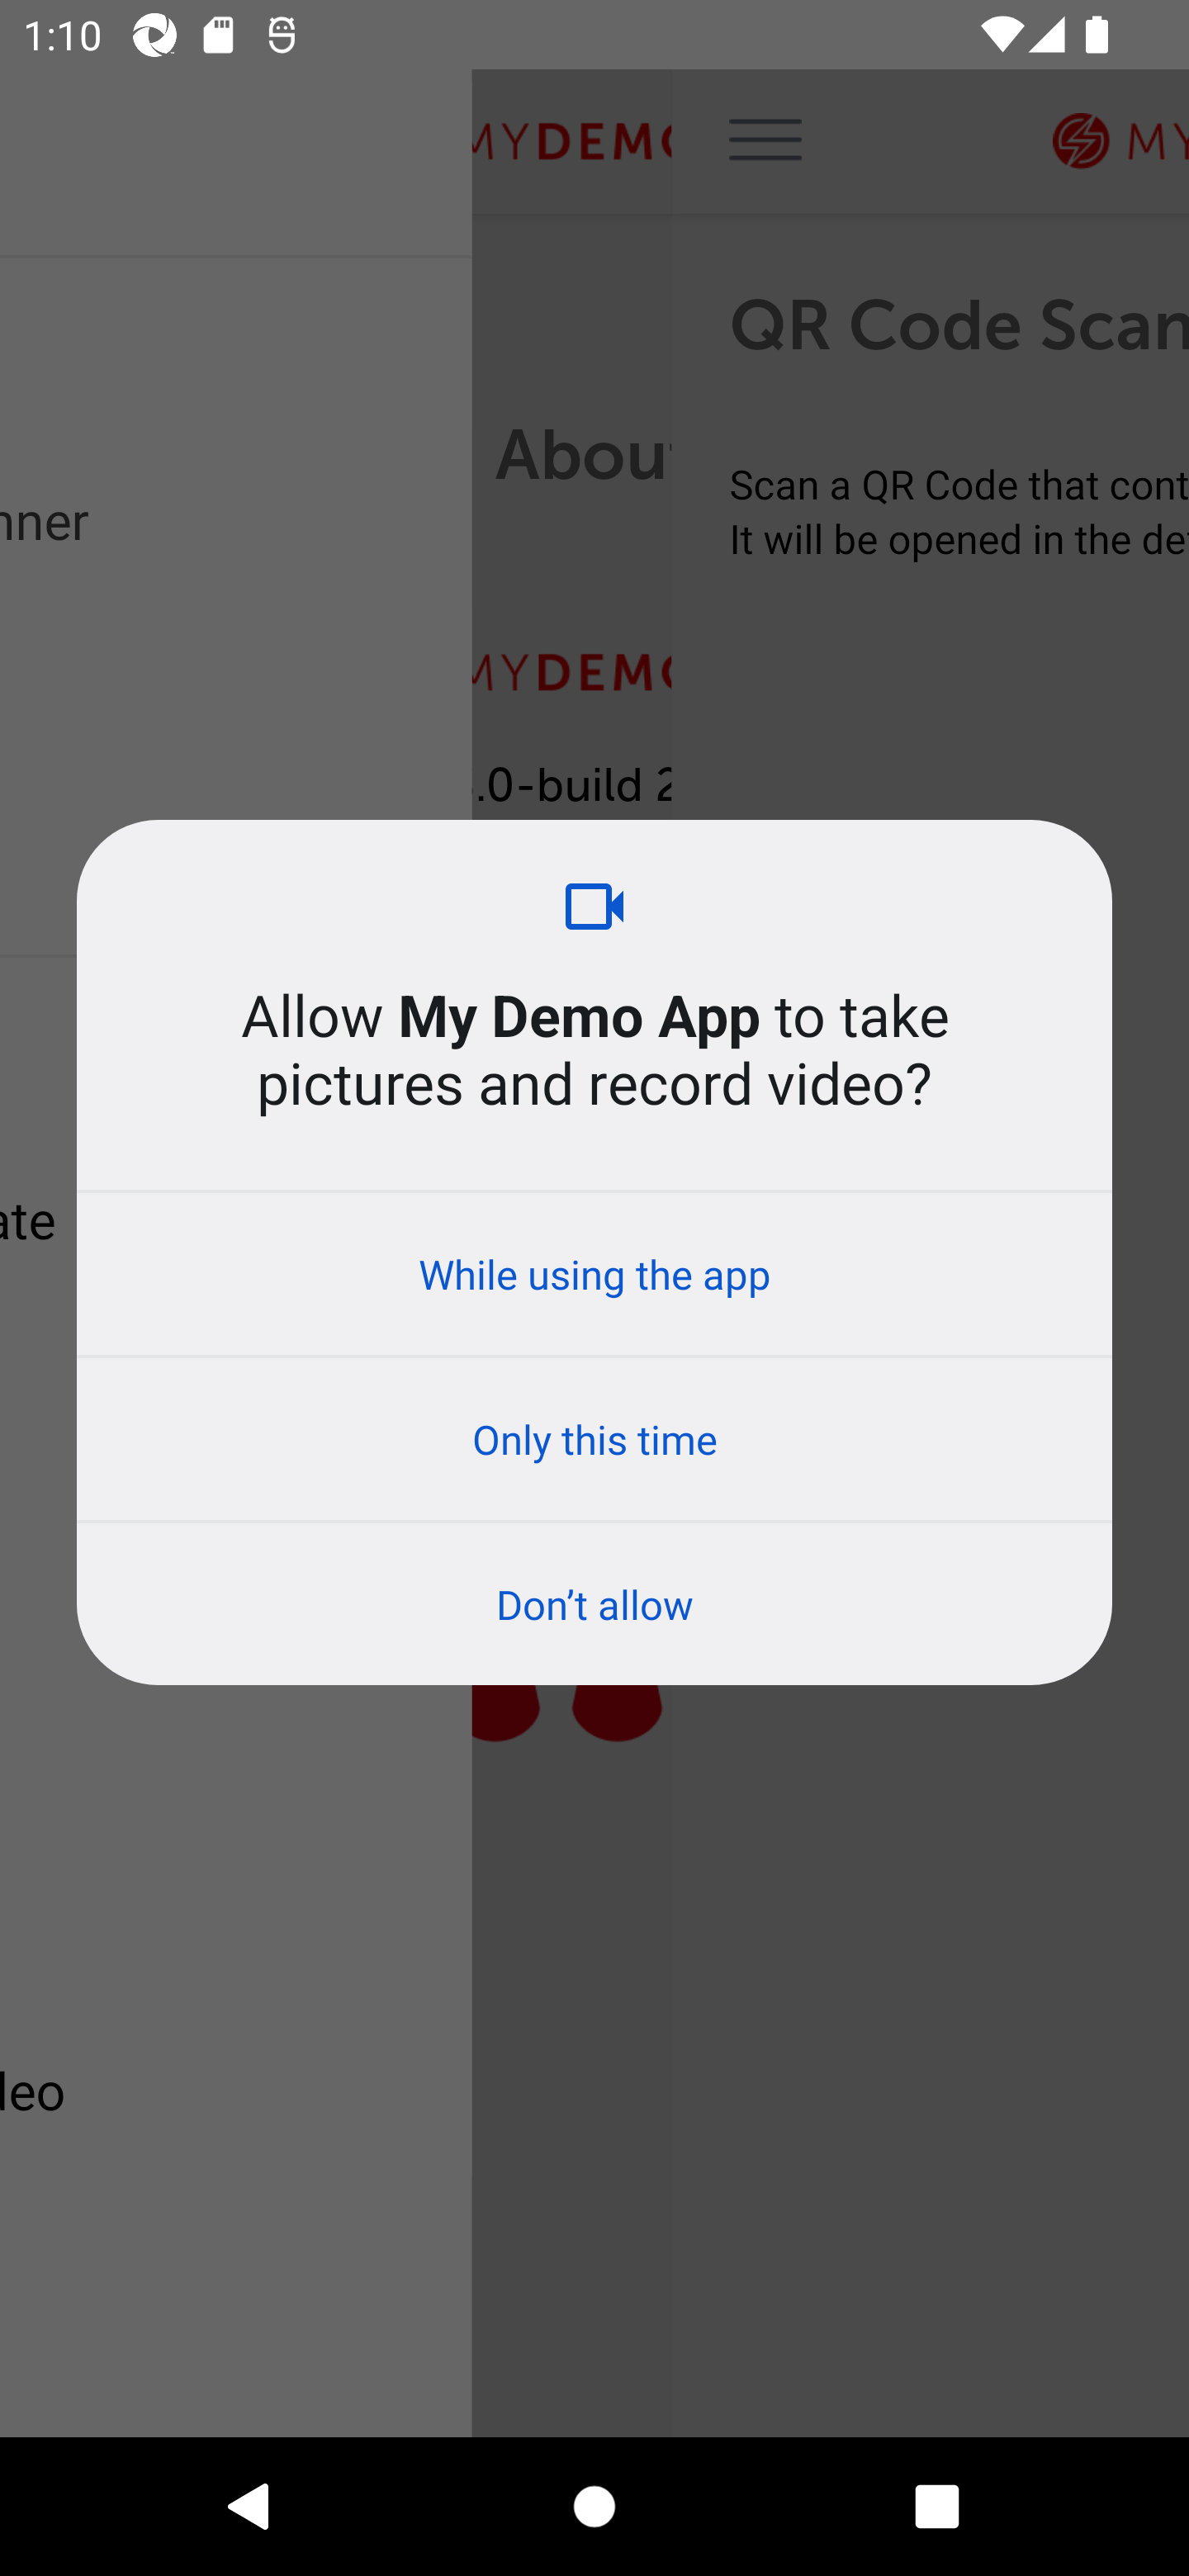 1:10
MYDEM
MY
QR Code Scan
Abou
Scan a QR Code that cont
It will be opened in the de
nner
MYDEM
.0-build 2
Allow My Demo App to take
pictures and record video?
ate
While using the app
Only this time
Don’t allow
deo